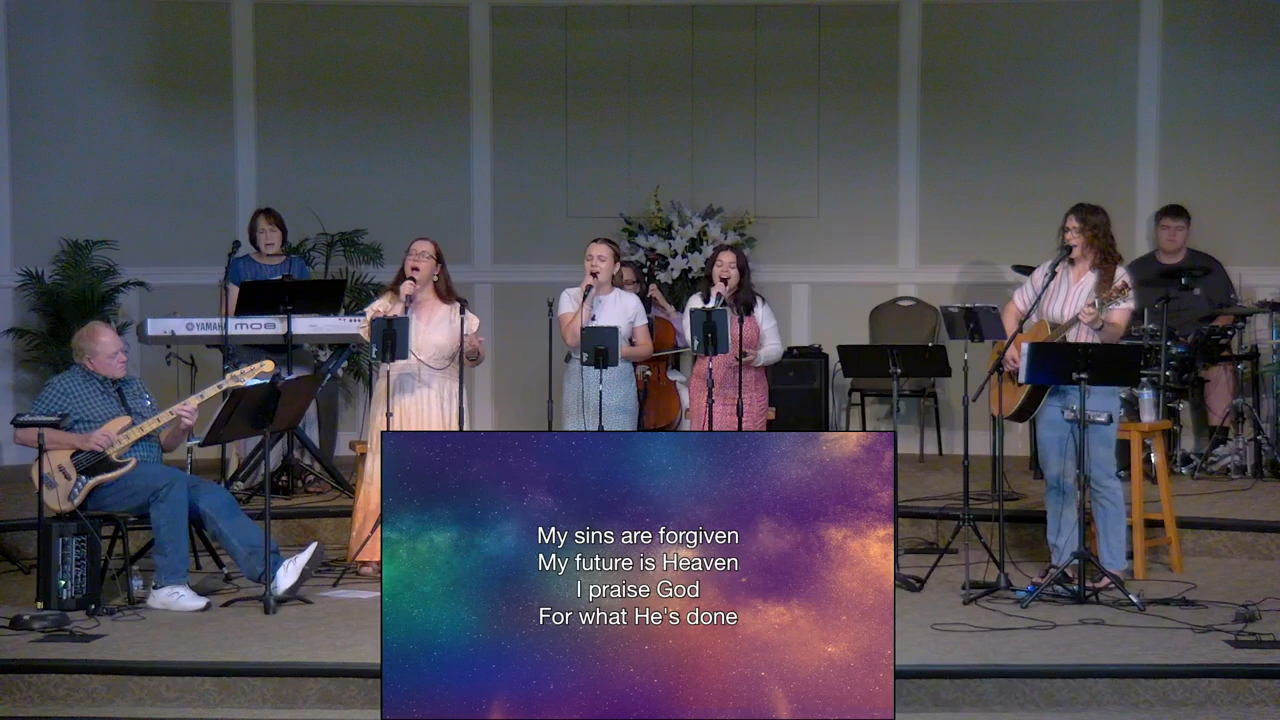 YAMAHA MO8
My sins are forgiven
My future is Heaven
I praise God
For what He's done